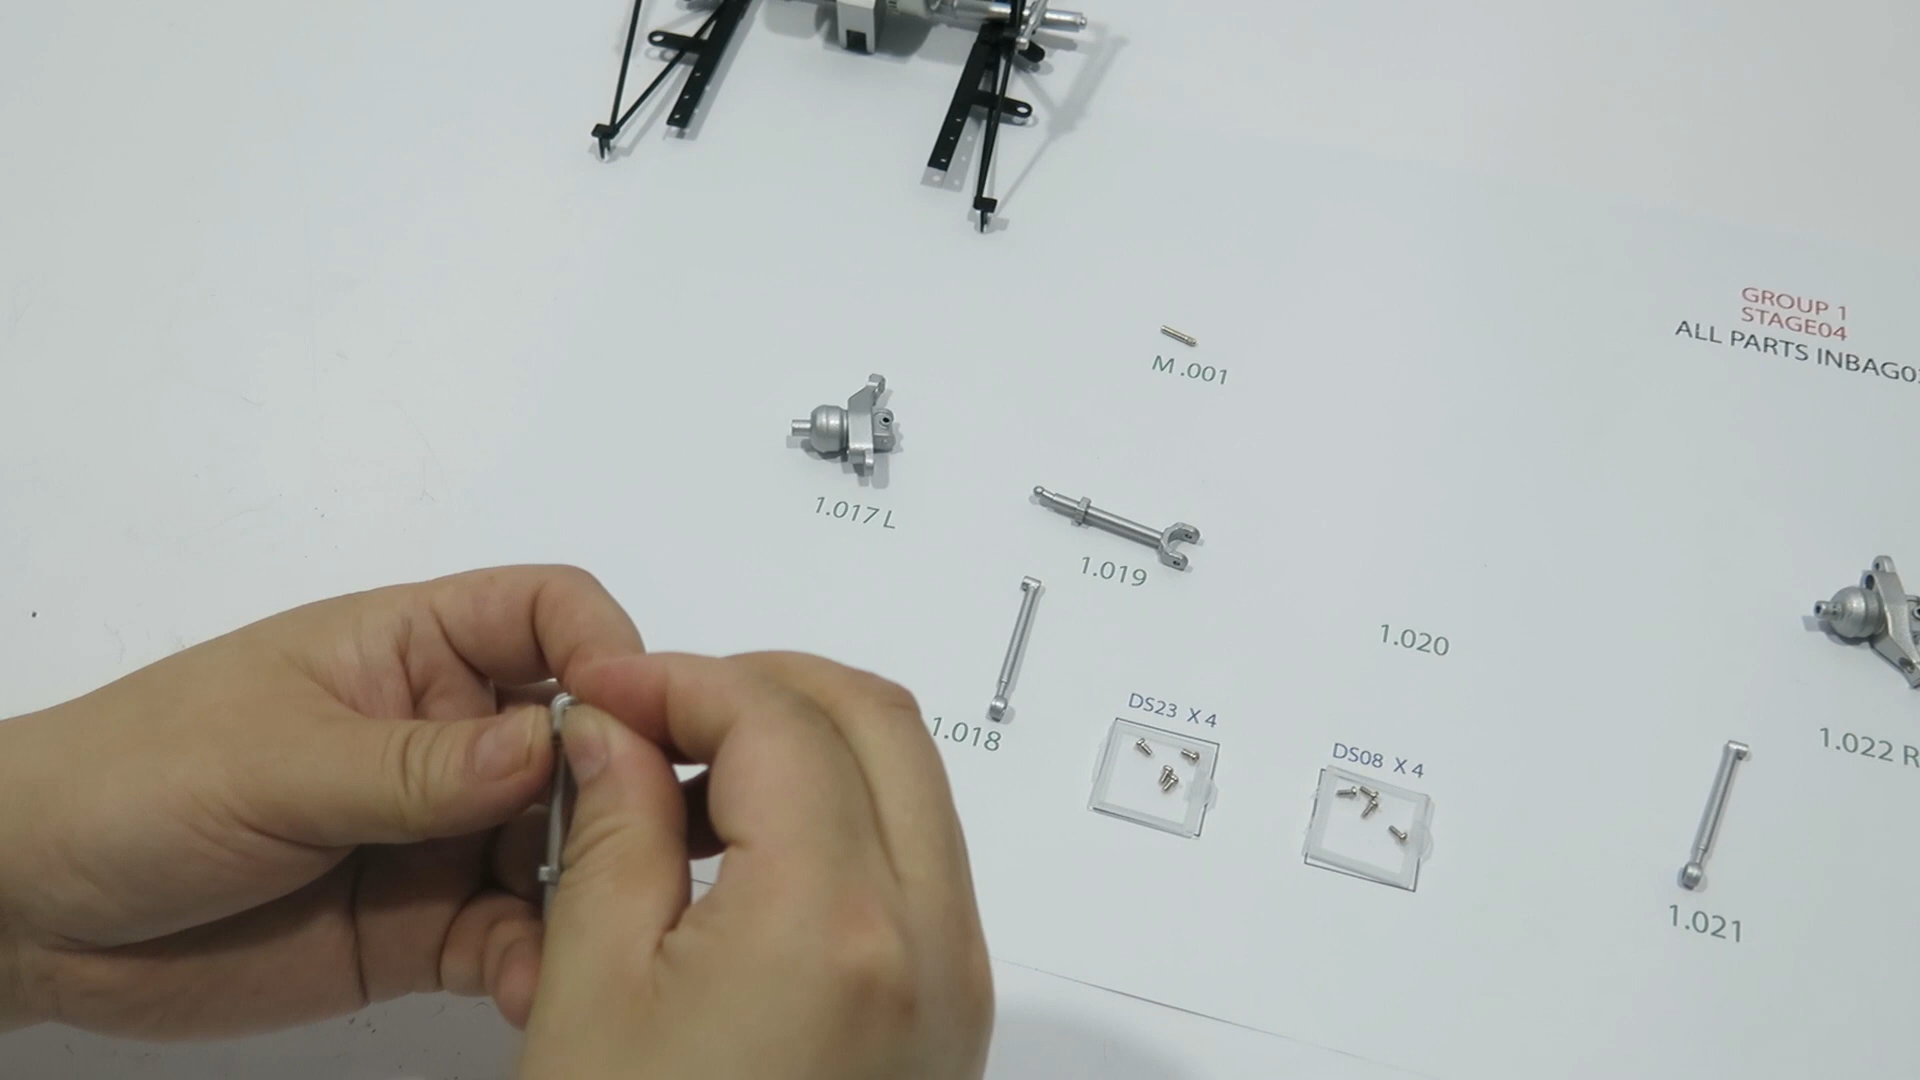 GROUP 1
STAGE04
ALL PARTS INBAG0
M.001
1.017 L
1.019
1.020
1.018
DS23 X 4
DS08 X 4
1.022 R
1.021